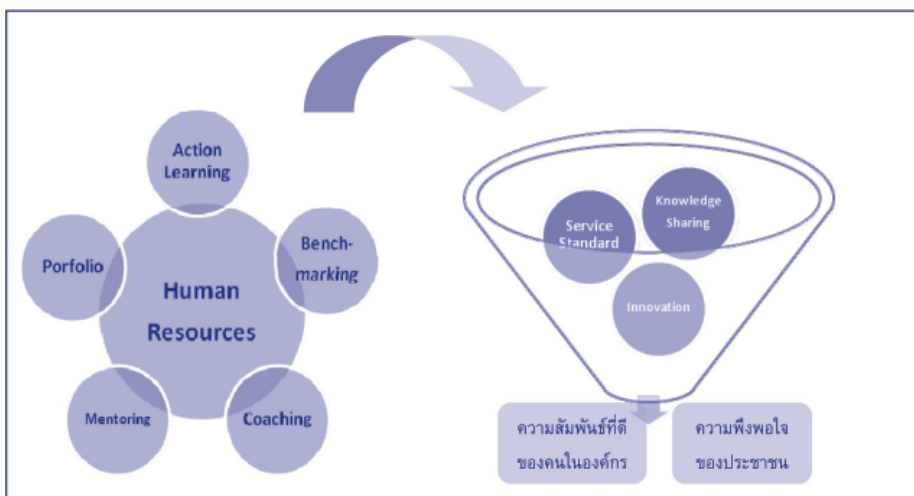 Action
Learning
Bench-
marking
Porfolio
Human
Resources
Mentoring
Coaching
Knowledge
Sharing
Service
Standard
Innovation
ความสัมพันธ์ที่ดี
ของคนในองค์กร
ความพึงพอใจ
ของประชาชน